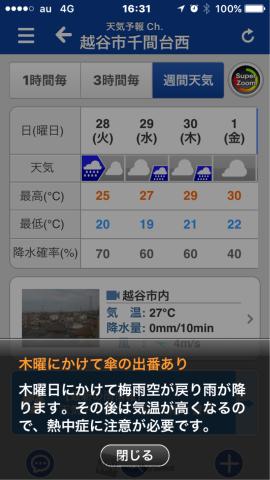 au 4G 16:31 100%
天気予報 Ch.
越谷市千間台西
1時間毎 3時間毎 週間天気 Super Zoom
日(曜日) 28 (火) 29 (水) 30 (木) 1 (金)
天気
最高(℃) 25 27 29 30
最低(℃) 20 19 21 22
降水確率(%) 70 60 60 40
越谷市内
気 温: 27℃
降水量: 0mm/10min
風 : 4m/s
木曜にかけて傘の出番あり
木曜日にかけて梅雨空が戻り雨が降
ります。その後は気温が高くなるの
で、熱中症に注意が必要です。
閉じる